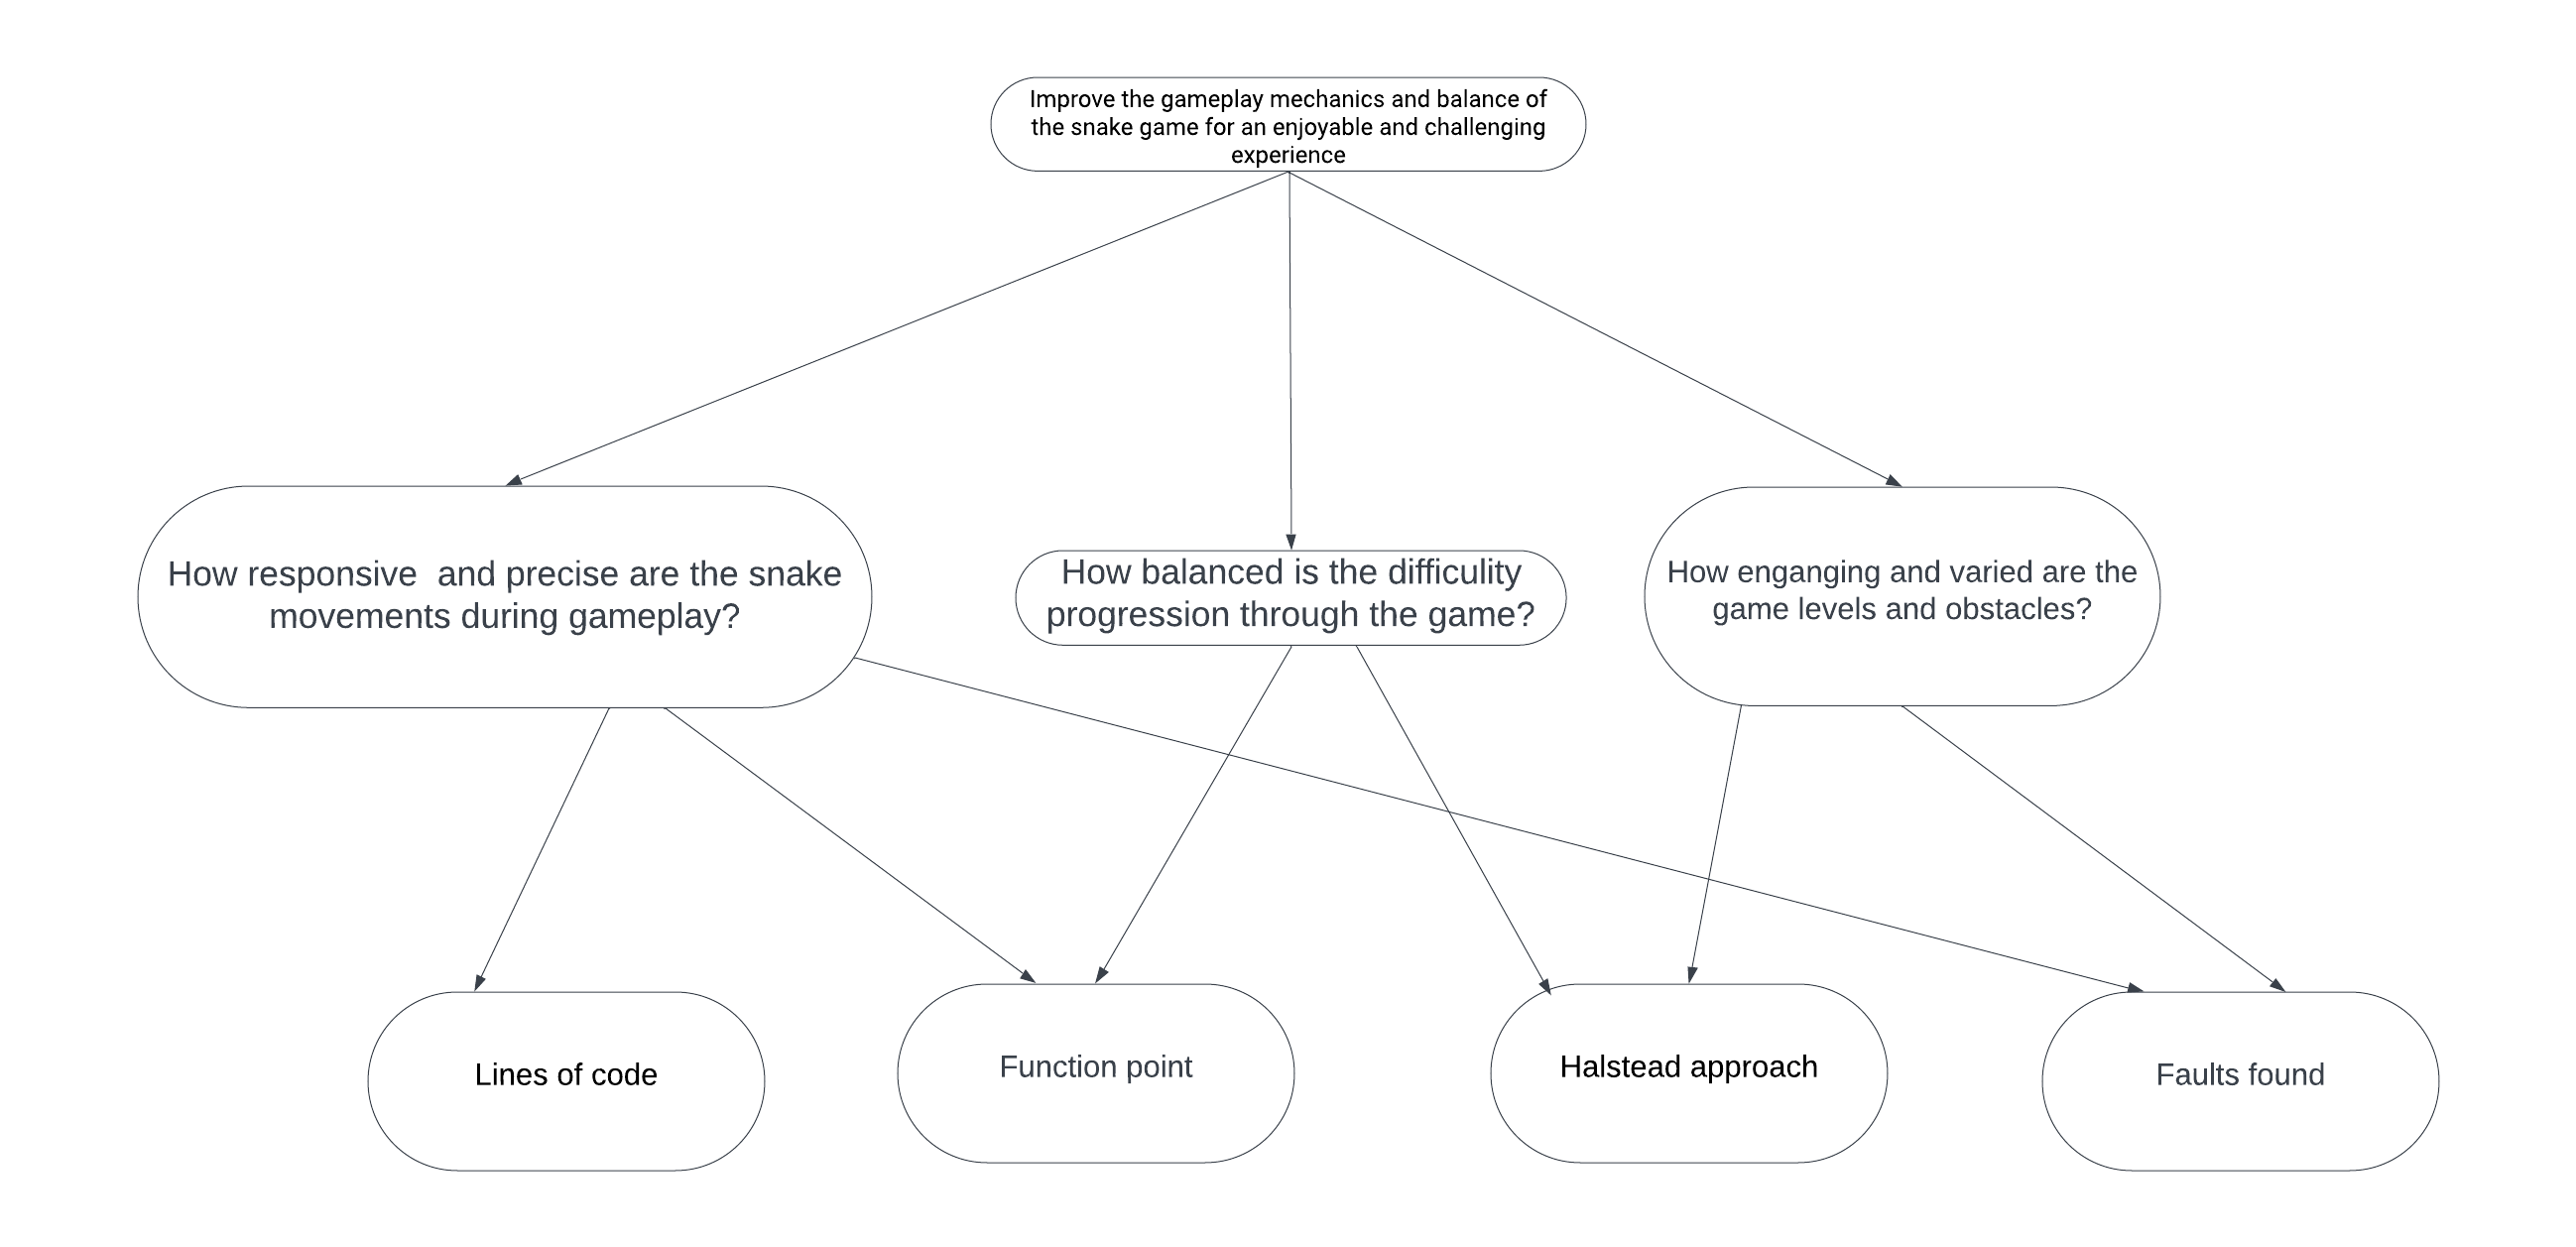 Improve the gameplay mechanics and balance of
the snake game for an enjoyable and challenging
experience
How responsive  and precise are the snake
movements during gameplay?
How balanced is the difficulity
progression through the game?
How enganging and varied are the
game levels and obstacles?
Lines of code
Function point
Halstead approach
Faults found